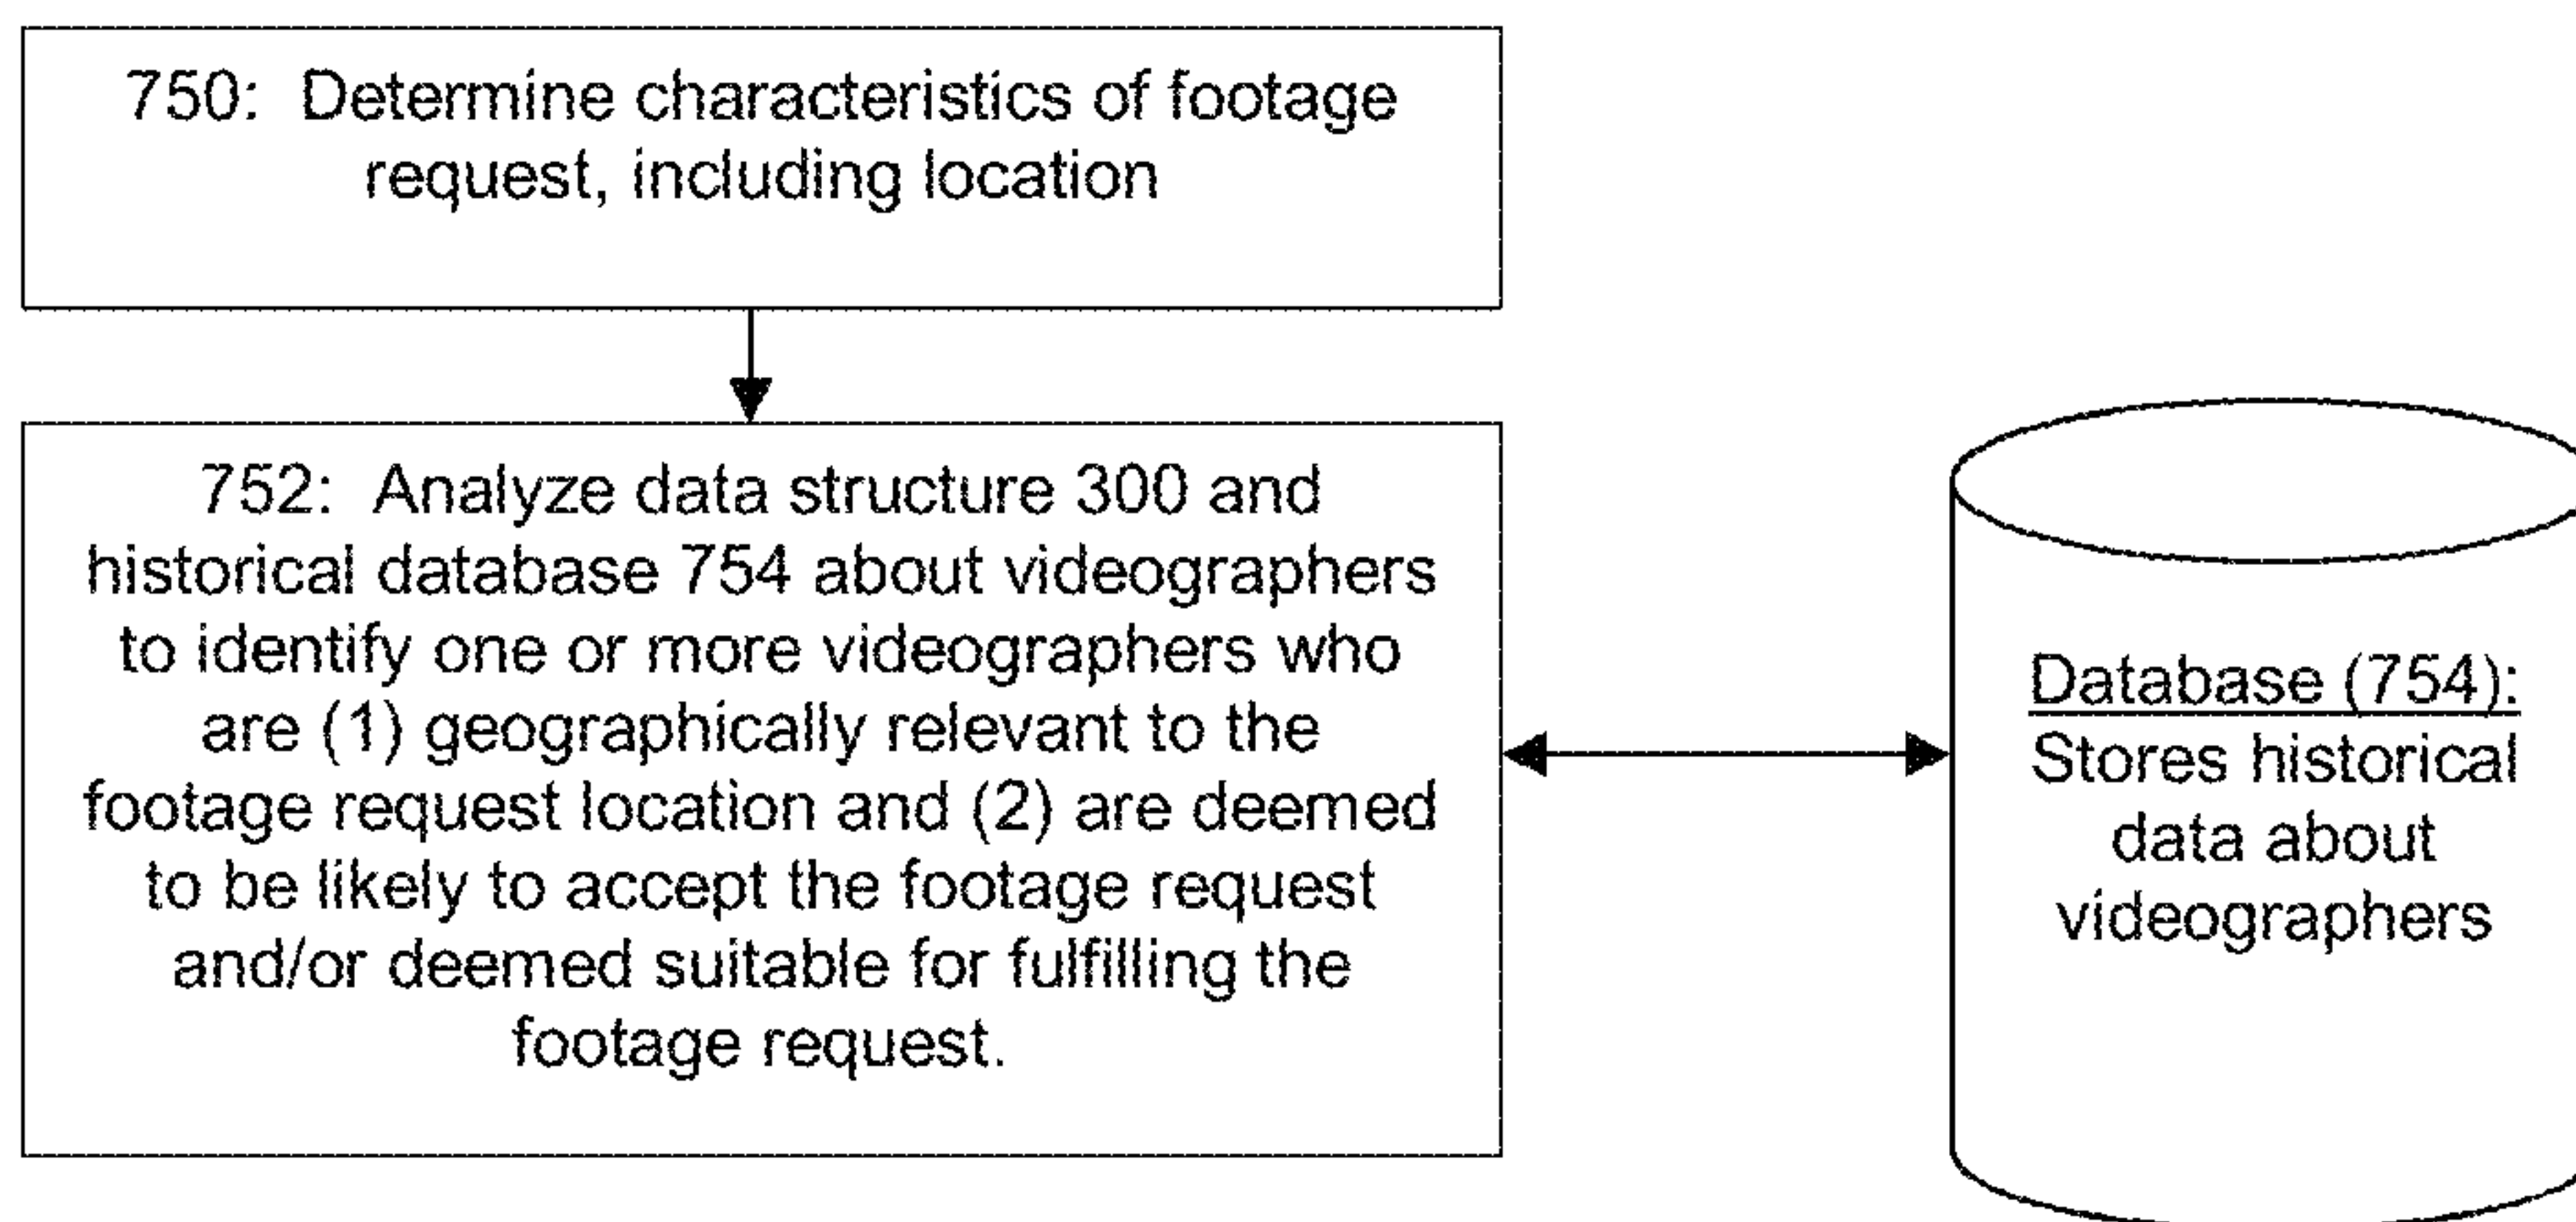 750: Determine characteristics of footage
request, including location
752: Analyze data structure 300 and
historical database 754 about videographers
to identify one or more videographers who
are (1) geographically relevant to the
footage request location and (2) are deemed
to be likely to accept the footage request
and/or deemed suitable for fulfilling the
footage request.
Database (754):
Stores historical
data about
videographers